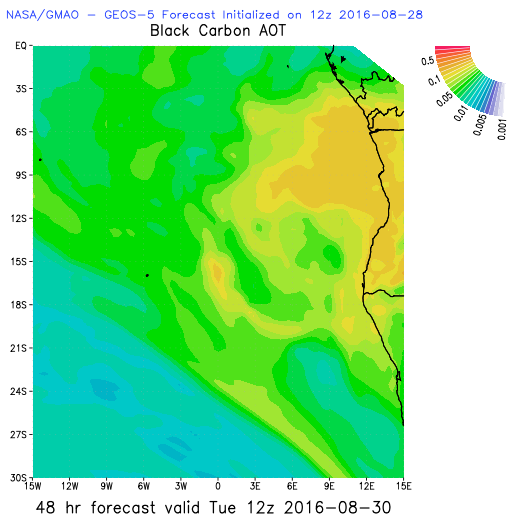 NASA/GMAO - GEOS-5 Forecast Initialized on 12z 2016-08-28
Black Carbon AOT
EQ
3S
6S
9S
12S
15S
18S
21S
24S
27S
30S
15W 12W 9W 6W 3W 0 3E 6E 9E 12E 15E
0.5
0.1
0.05
0.01
0.005
0.001
48 hr forecast valid Tue 12z 2016-08-30